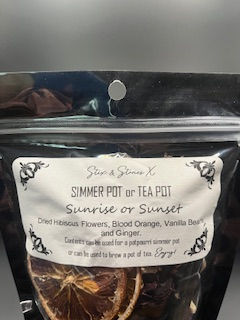 Stix & Stones X
SIMMER POT or TEA POT
Sunrise or Sunset
Dried Hibiscus Flowers, Blood Orange, Vanilla Bean
and Ginger.
Contents can be used for a potpourri simmer pot
or can be used to brew a pot of tea. Enjoy!